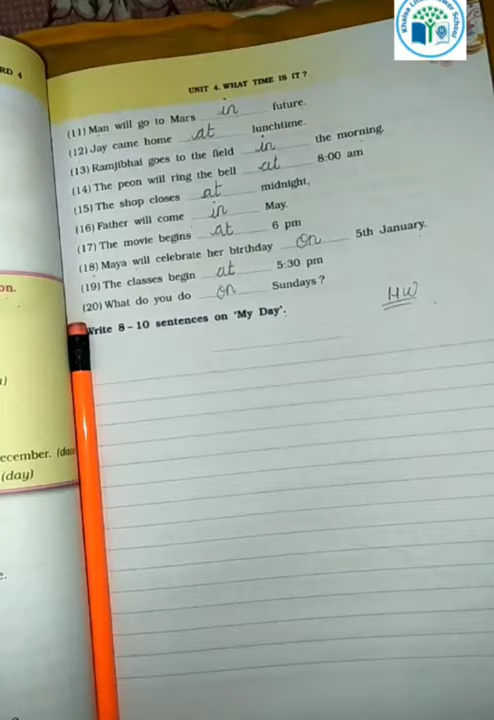 RD 4
UNIT 4. WHAT TIME IS IT?
(11) Man will go to Mars in future.
(12) Jay came home at lunchtime.
(13) Ramjibhai goes to the field in the morning.
(14) The peon will ring the bell at 8:00 am
(15) The shop closes at midnight,
(16) Father will come in May.
(17) The movie begins at 6 pm
(18) Maya will celebrate her birthday on 5th January.
(19) The classes begin at 5:30 pm
(20) What do you do on Sundays?
Write 8-10 sentences on 'My Day'.
HW
on.
ecember. (da
(day)